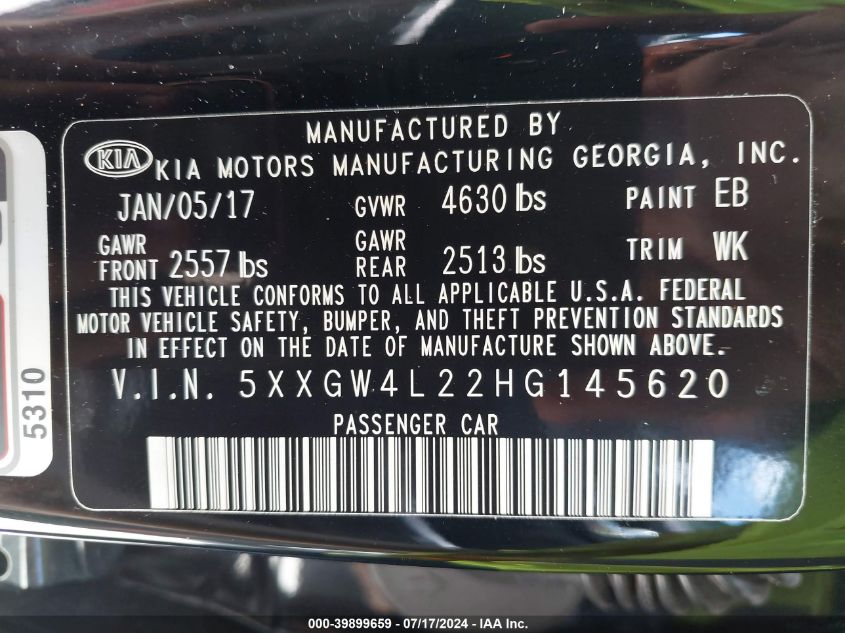 MANUFACTURED BY
KIA KIA MOTORS MANUFACTURING GEORGIA, INC.
JAN/05/17 GVWR 4630 lbs PAINT EB
GAWR FRONT 2557 lbs GAWR REAR 2513 lbs TRIM WK
THIS VEHICLE CONFORMS TO ALL APPLICABLE U.S.A. FEDERAL
MOTOR VEHICLE SAFETY, BUMPER, AND THEFT PREVENTION STANDARDS
IN EFFECT ON THE DATE OF MANUFACTURE SHOWN ABOVE.
V.I.N. 5XXGW4L22HG145620
PASSENGER CAR
5310
000-39899659 / 07/17/2024 - IAA Inc.